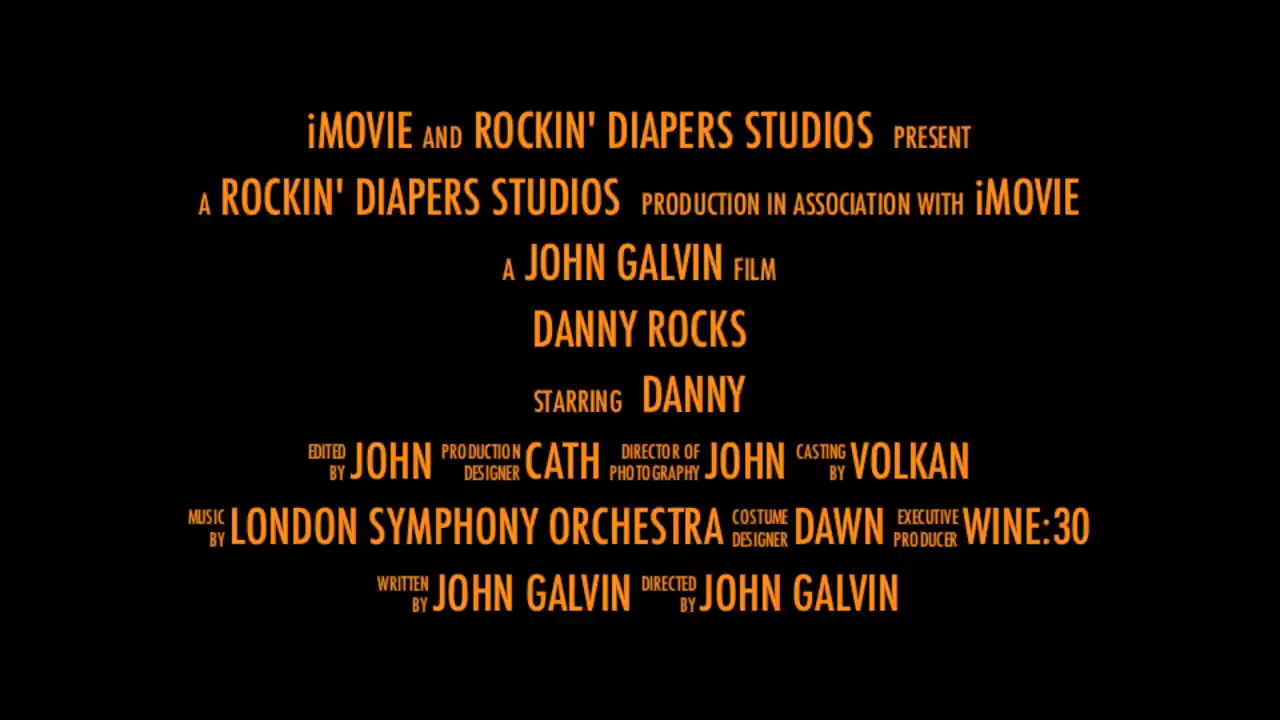 iMOVIE AND ROCKIN' DIAPERS STUDIOS PRESENT
A ROCKIN' DIAPERS STUDIOS PRODUCTION IN ASSOCIATION WITH iMOVIE
A JOHN GALVIN FILM
DANNY ROCKS
STARRING DANNY
EDITED BY JOHN PRODUCTION DESIGNER CATH DIRECTOR OF PHOTOGRAPHY JOHN CASTING BY VOLKAN
MUSIC BY LONDON SYMPHONY ORCHESTRA COSTUME DESIGNER DAWN EXECUTIVE PRODUCER WINE:30
WRITTEN BY JOHN GALVIN DIRECTED BY JOHN GALVIN